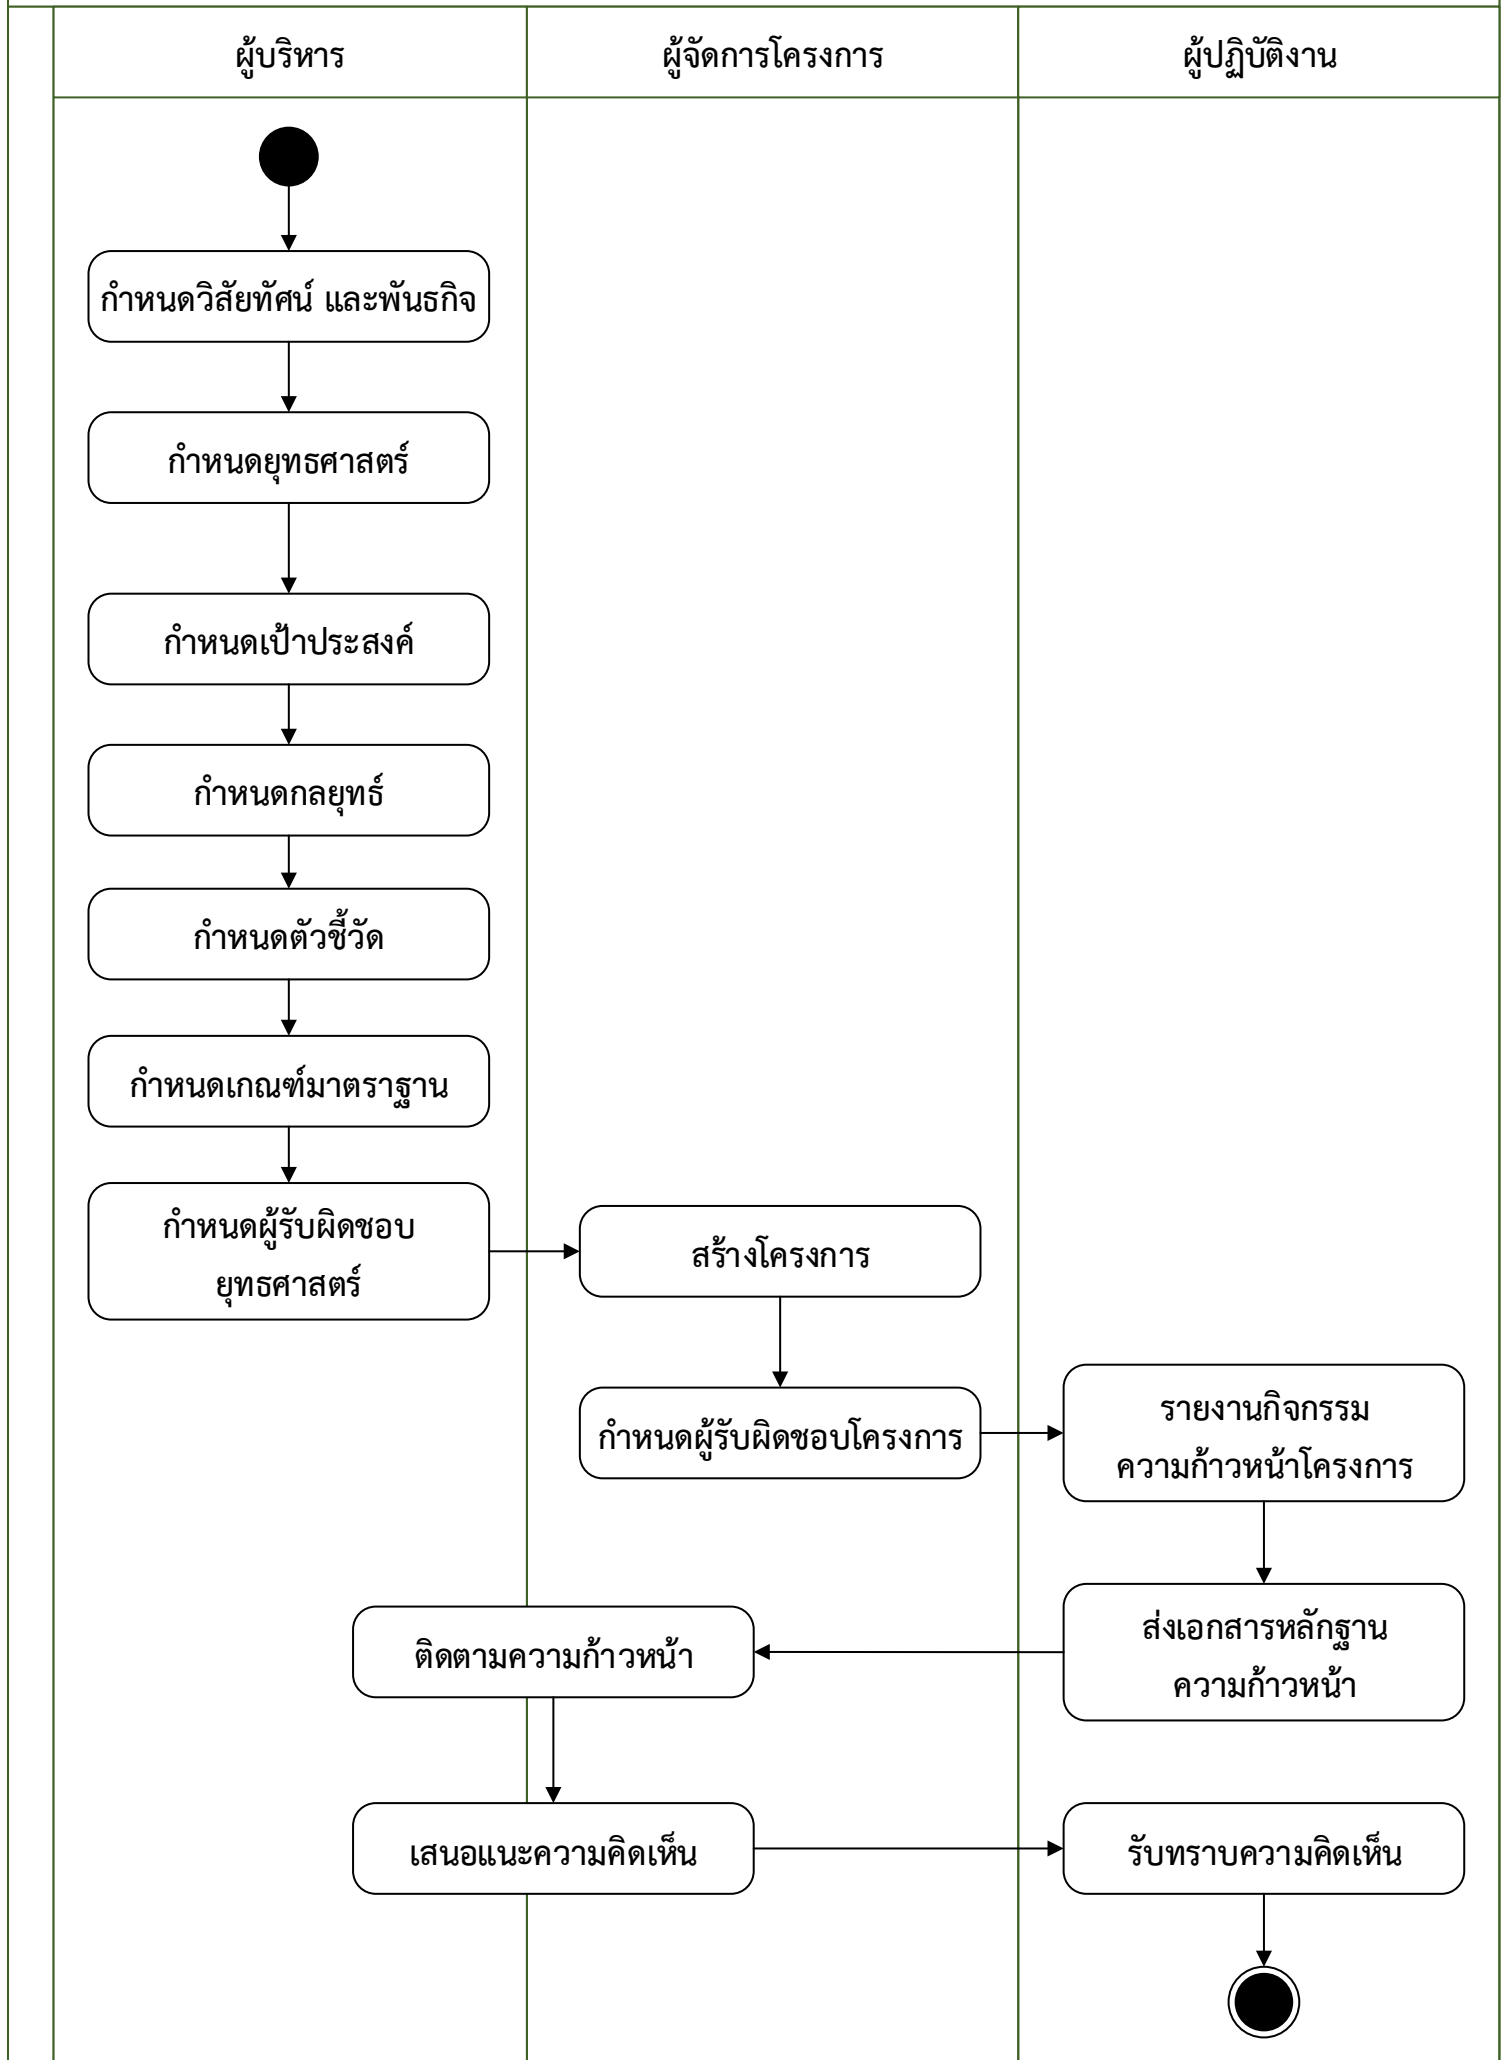 ผู้บริหาร
ผู้จัดการโครงการ
ผู้ปฏิบัติงาน
กำหนดวิสัยทัศน์ และพันธกิจ
กำหนดยุทธศาสตร์
กำหนดเป้าประสงค์
กำหนดกลยุทธ์
กำหนดตัวชี้วัด
กำหนดเกณฑ์มาตราฐาน
กำหนดผู้รับผิดชอบ
ยุทธศาสตร์
สร้างโครงการ
กำหนดผู้รับผิดชอบโครงการ
รายงานกิจกรรม
ความก้าวหน้าโครงการ
ส่งเอกสารหลักฐาน
ความก้าวหน้า
ติดตามความก้าวหน้า
เสนอแนะความคิดเห็น
รับทราบความคิดเห็น